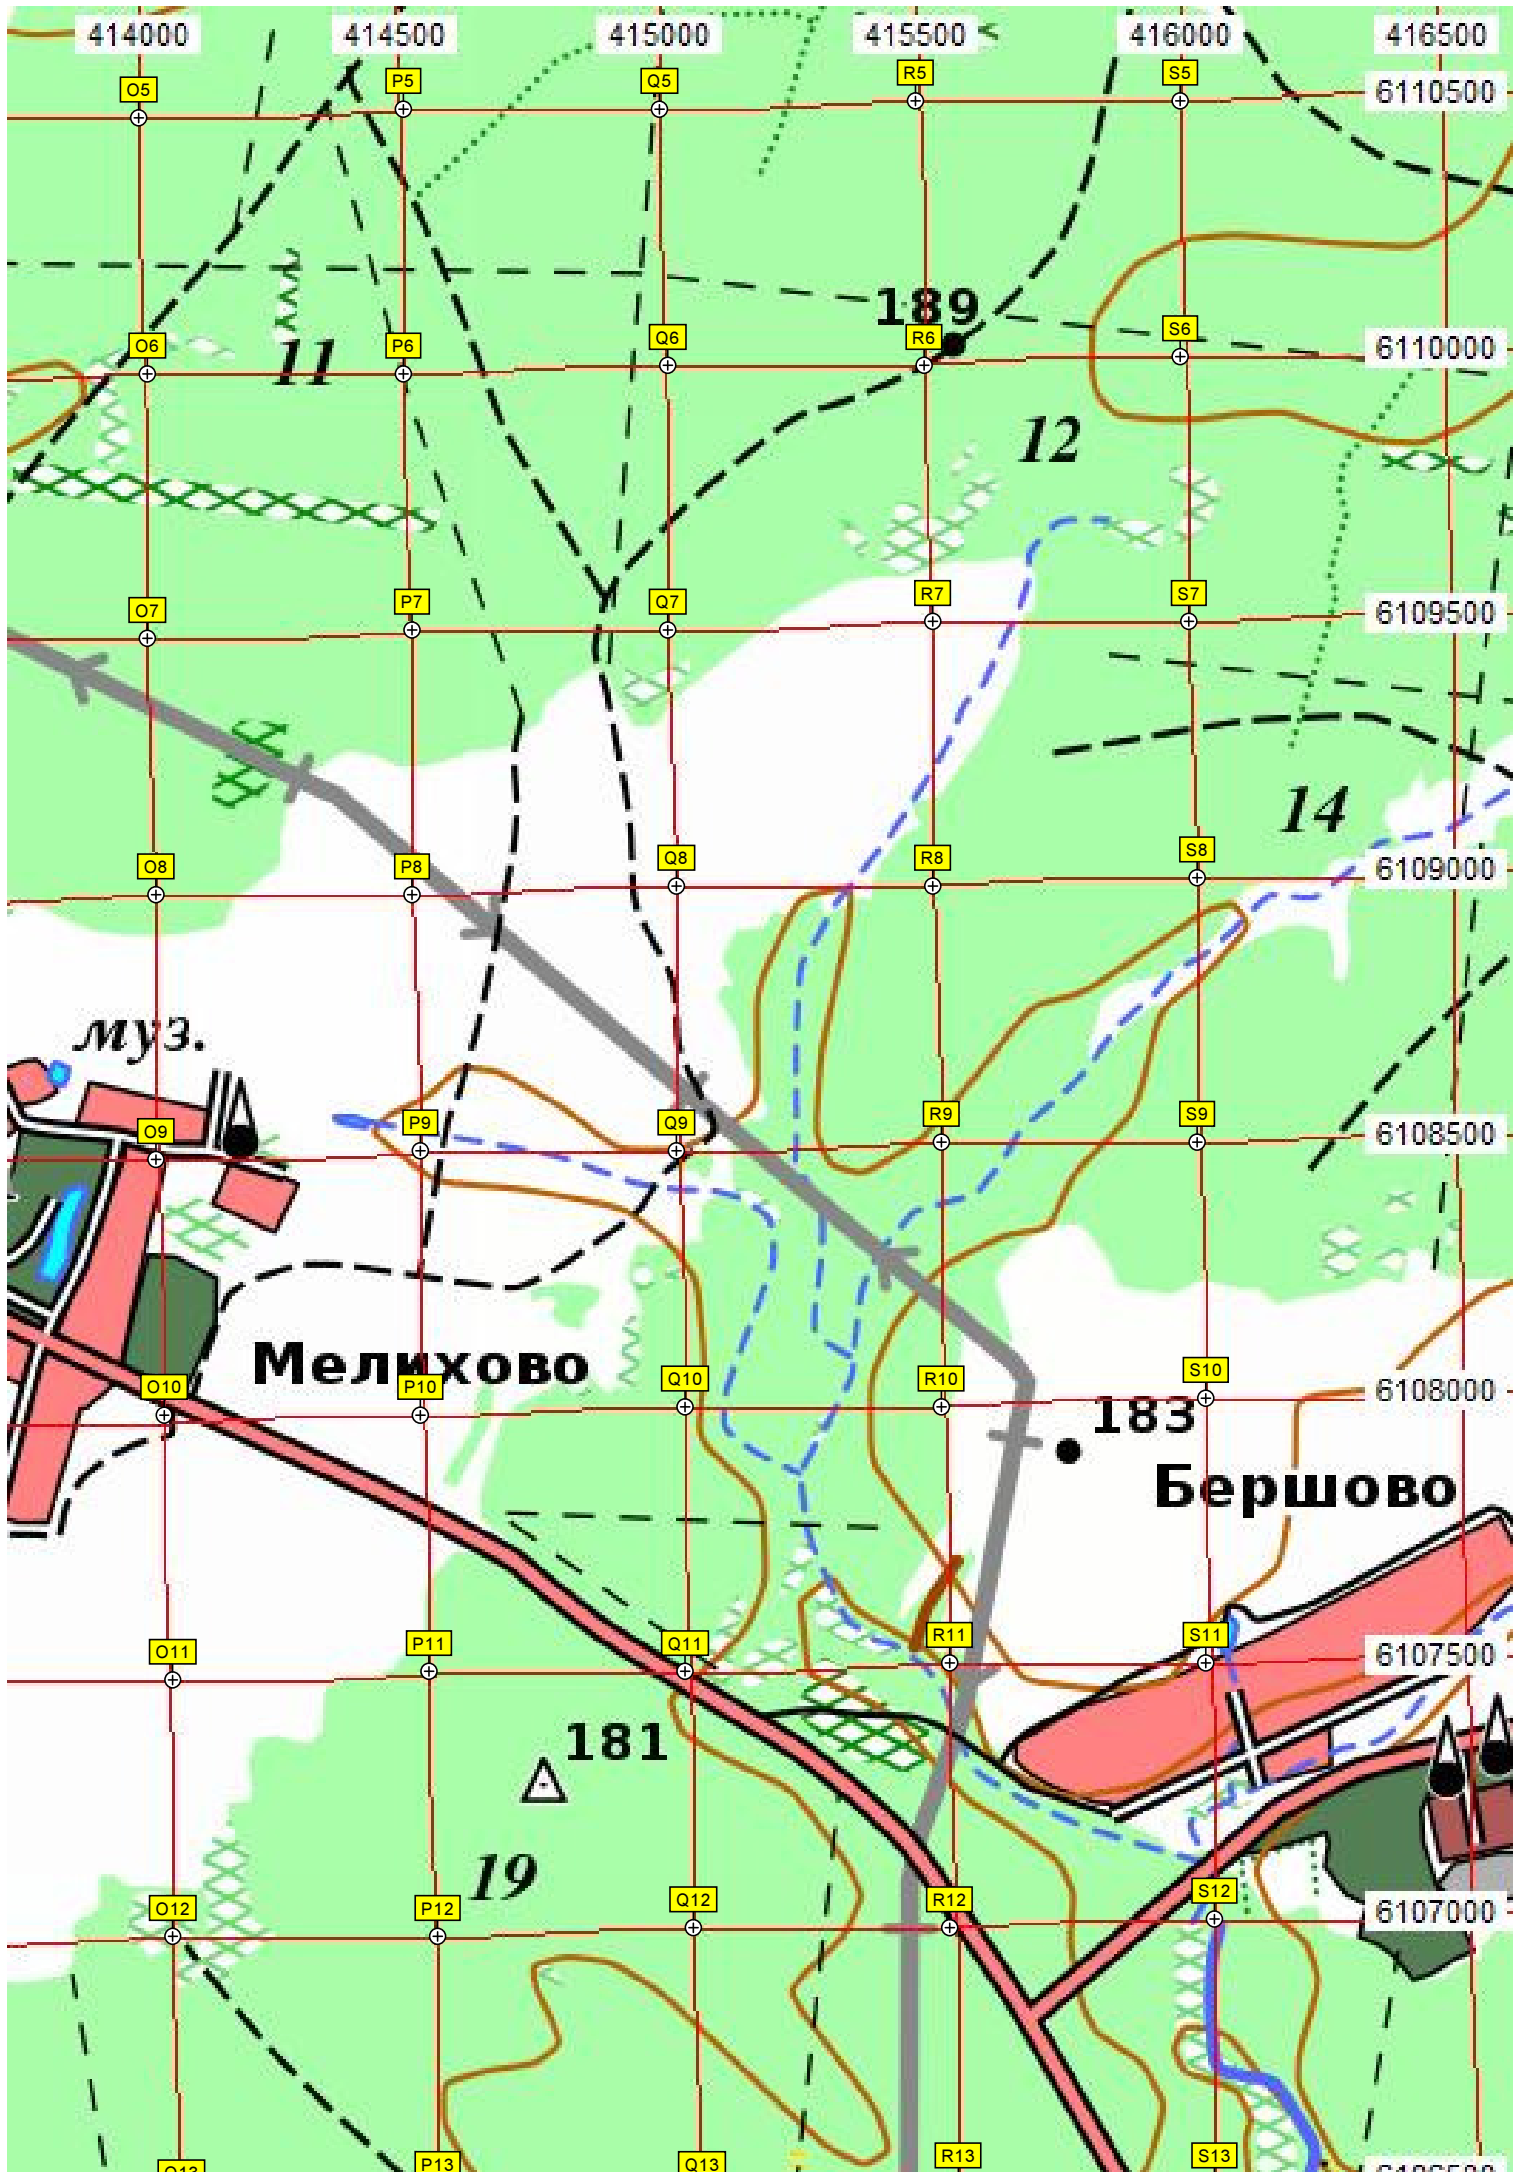 414000 414500 415000 415500 416000 416500
O5 P5 Q5 R5 S5 6110500
189
O6 P6 Q6 R6 S6 6110000
11
12
O7 P7 Q7 R7 S7 6109500
14
O8 P8 Q8 R8 S8 6109000
муз.
O9 P9 Q9 R9 S9 6108500
Мелихово
O10 P10 Q10 R10 S10 6108000
183
Бершово
O11 P11 Q11 R11 S11 6107500
181
19
O12 P12 Q12 R12 S12 6107000
O13 P13 Q13 R13 S13